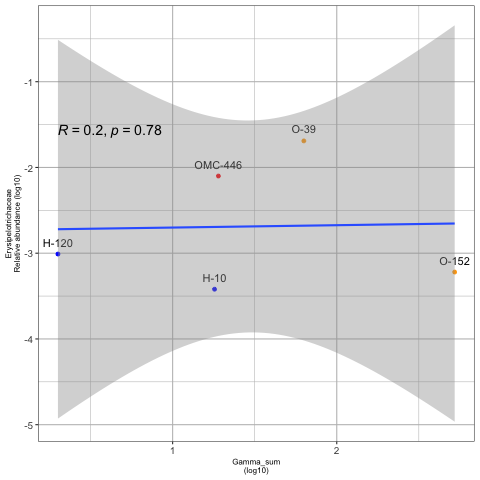 -1
R = 0.2, p = 0.78
O-39
OMC-446
-2
Erysipelotrichaceae
Relative abundance (log10)
H-120
-3
O-152
H-10
-4
-5
1
2
Gamma_sum
(log10)